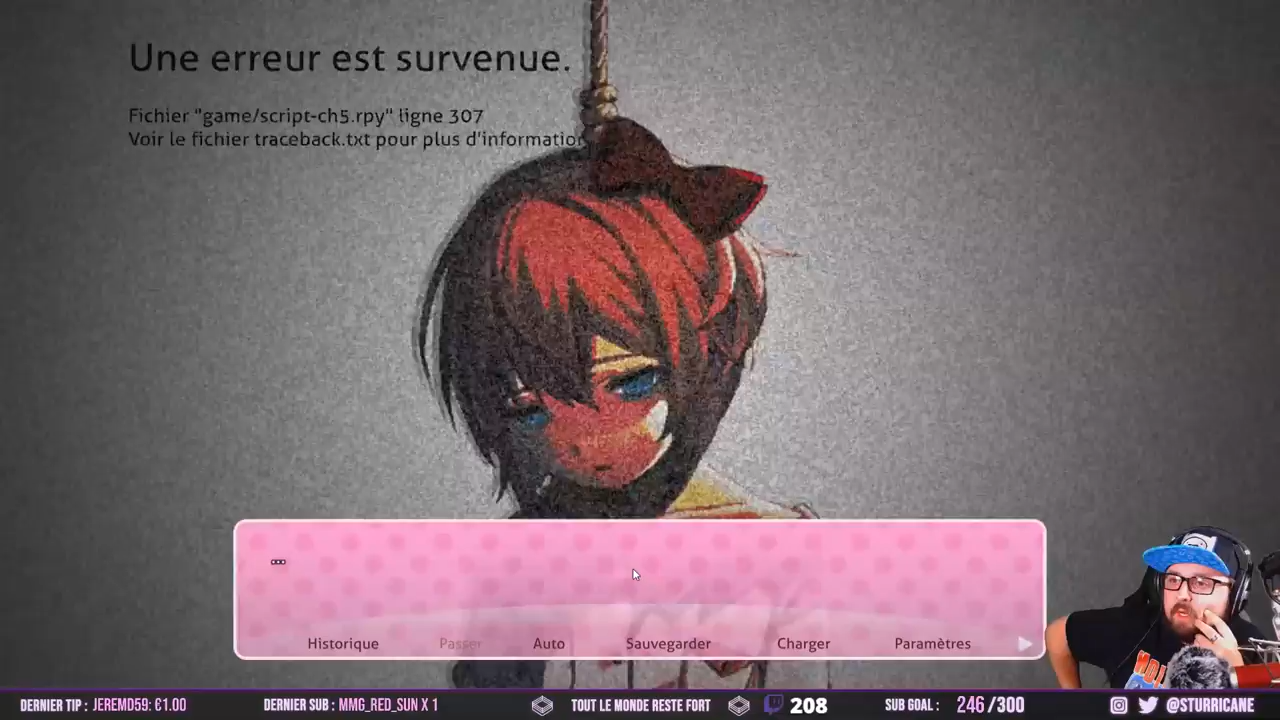 Une erreur est survenue.
Fichier "game/script-ch5.rpy" ligne 307
Voir le fichier traceback.txt pour plus d'information
...
Historique Passer Auto Sauvegarder Charger Paramètres
DERNIER TIP : JEREMD59: €1.00 DERNIER SUB : MMG_RED_SUN X 1 TOUT LE MONDE RESTE FORT 208 SUB GOAL : 246 /300 @STURRICANE